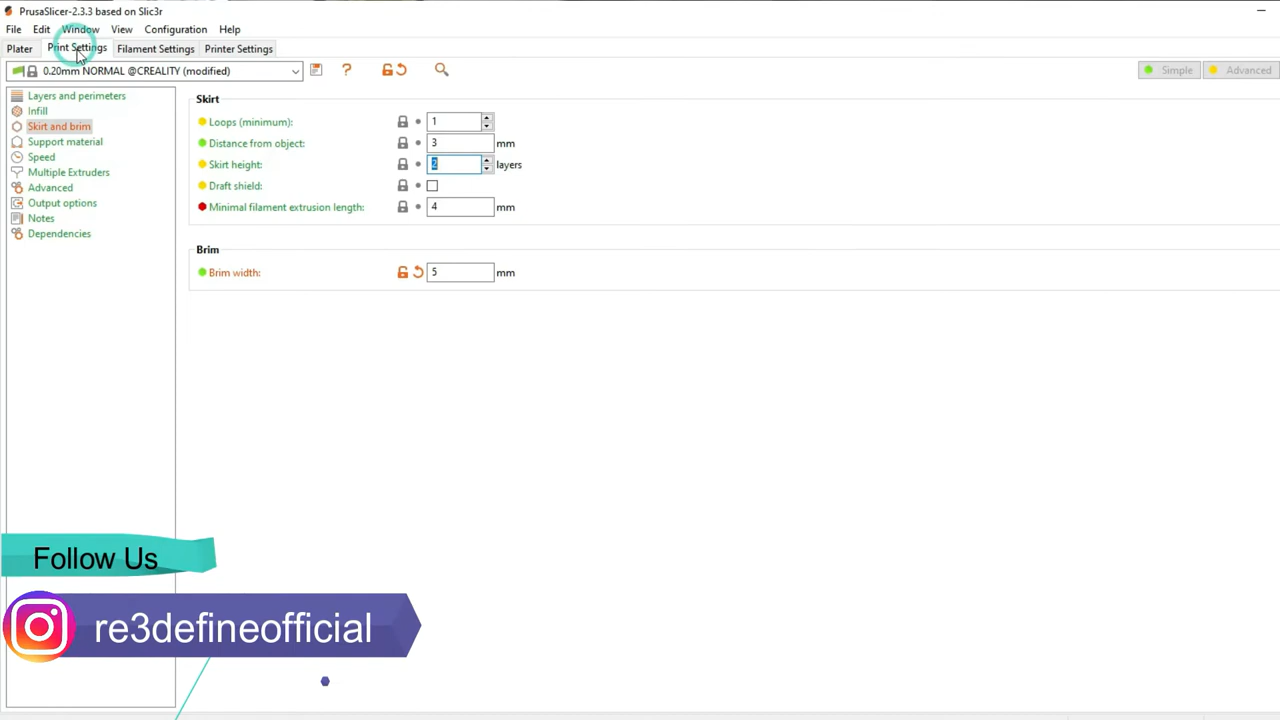 PrusaSlicer-2.3.3 based on Slic3r
File Edit Window View Configuration Help
Plater Print Settings Filament Settings Printer Settings
0.20mm NORMAL @CREALITY (modified) ? Simple Advanced
Layers and perimeters
Infill
Skirt and brim
Support material
Speed
Multiple Extruders
Advanced
Output options
Notes
Dependencies
Skirt
Loops (minimum): 1
Distance from object: 3 mm
Skirt height: 2 layers
Draft shield:
Minimal filament extrusion length: 4 mm
Brim
Brim width: 5 mm
Follow Us
re3defineofficial